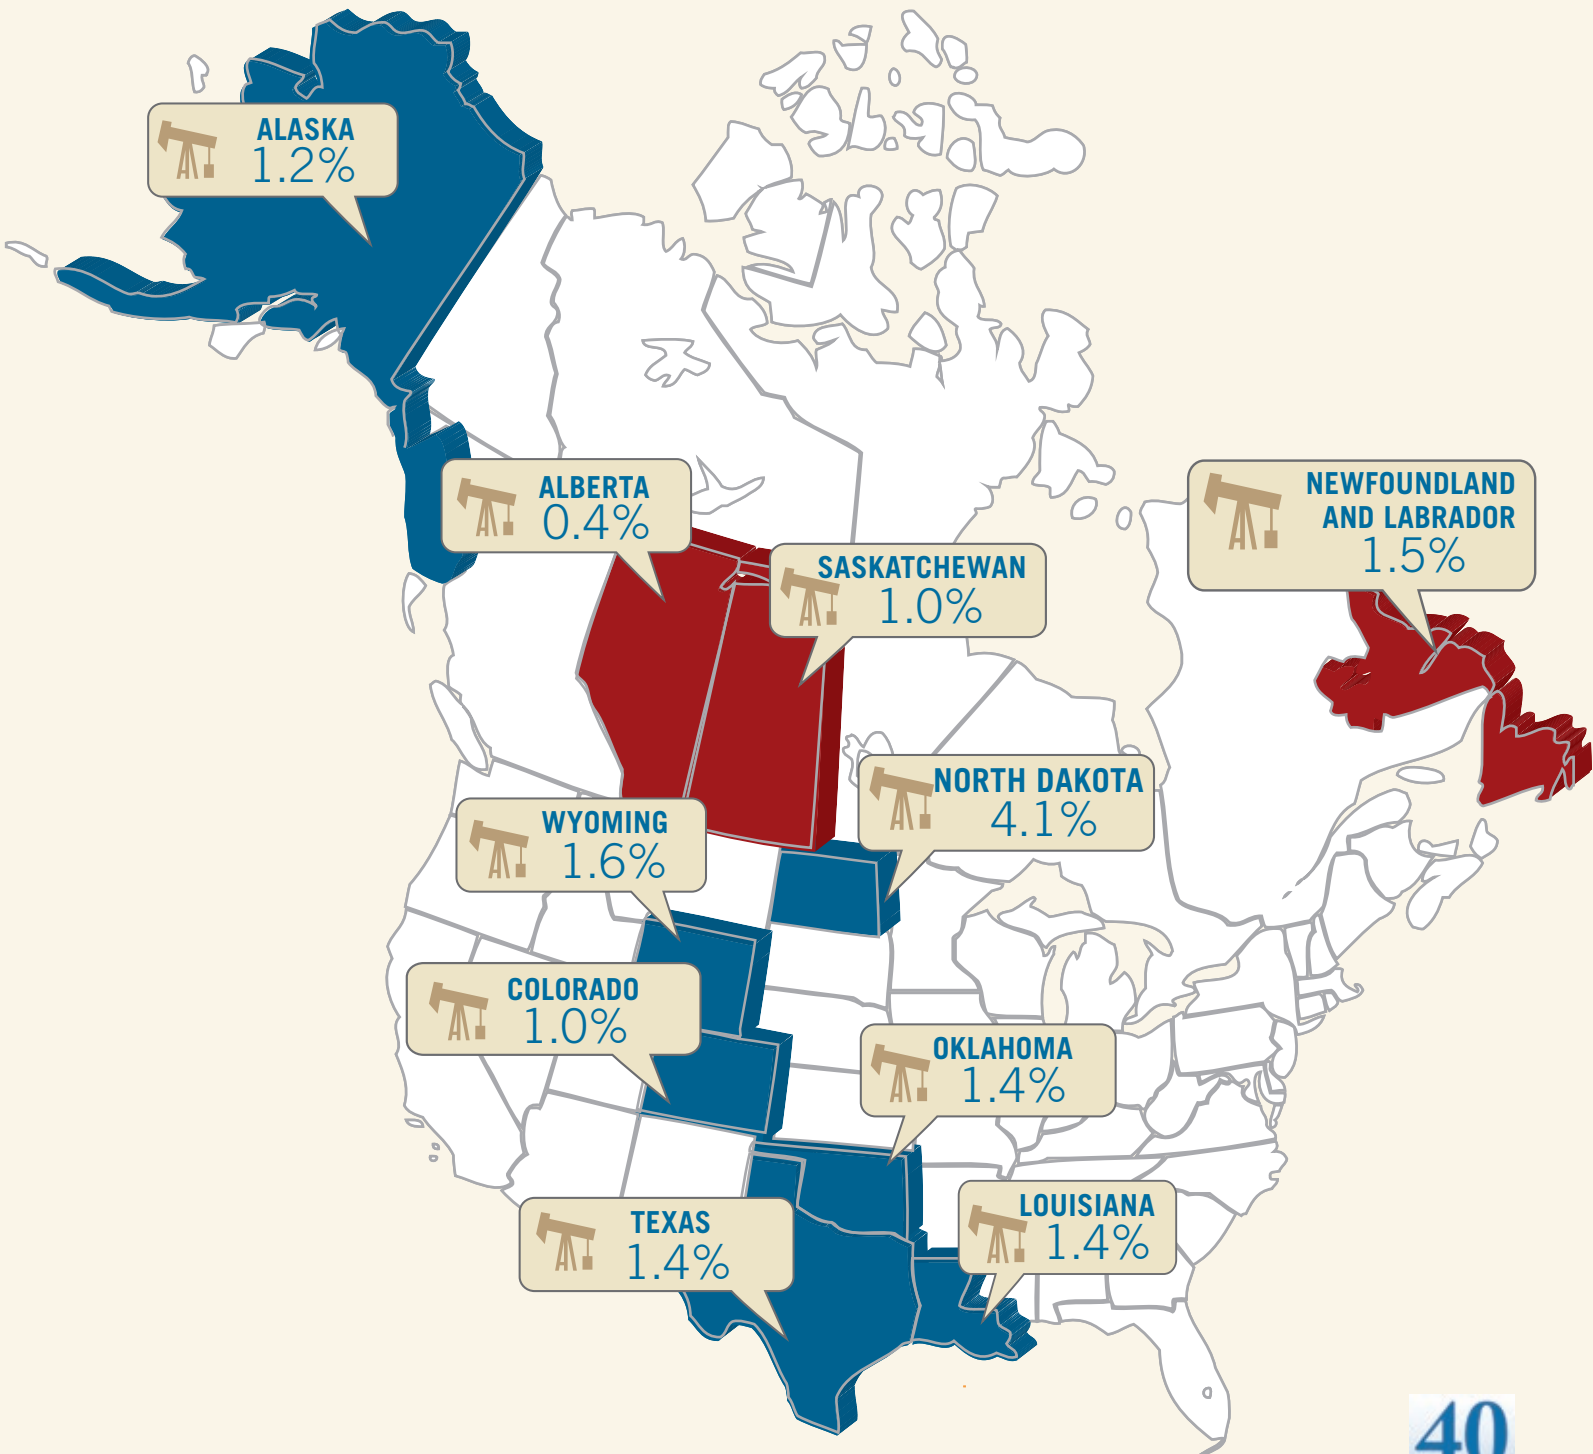 ALASKA
1.2%
ALBERTA
0.4%
NEWFOUNDLAND
AND LABRADOR
1.5%
SASKATCHEWAN
1.0%
NORTH DAKOTA
4.1%
WYOMING
1.6%
COLORADO
1.0%
OKLAHOMA
1.4%
TEXAS
1.4%
LOUISIANA
1.4%
40